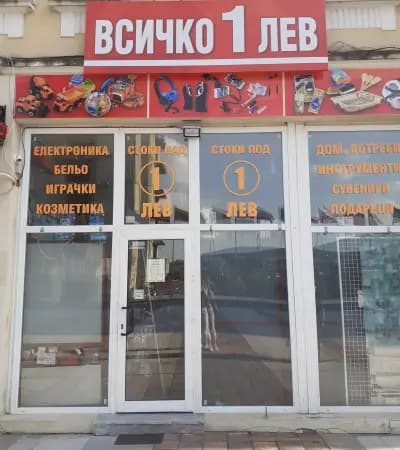 ВСИЧКО 1 ЛЕВ
ЕЛЕКТРОНИКА
БЕЛЬО
ИГРАЧКИ
КОЗМЕТИКА
СТОКИ ПОД
1
ЛЕВ
СТОКИ ПОД
1
ЛЕВ
ДОМ. ПОТРЕБИ
ИНСТРУМЕНТИ
СУВЕНИРИ
ПОДАРЪЦИ